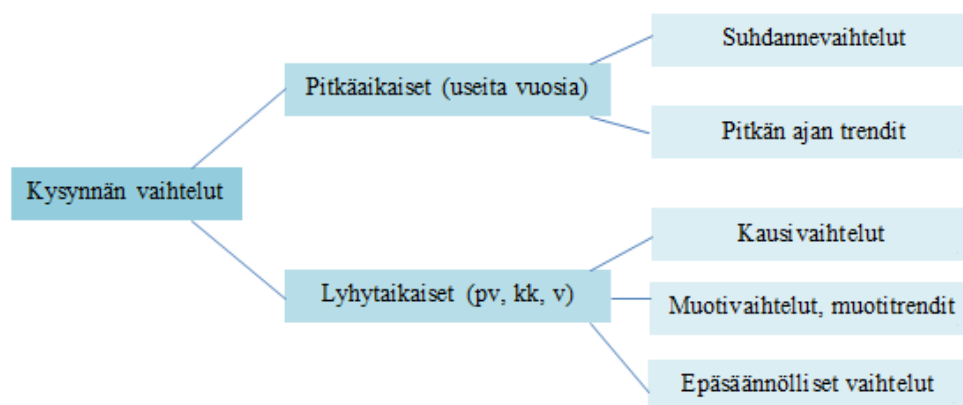 Suhdannevaihtelut
Pitkäaikaiset (useita vuosia)
Pitkän ajan trendit
Kysynnän vaihtelut
Kausivaihtelut
Lyhytaikaiset (pv, kk, v)
Muotivaihtelut, muotitrendit
Epäsäännölliset vaihtelut